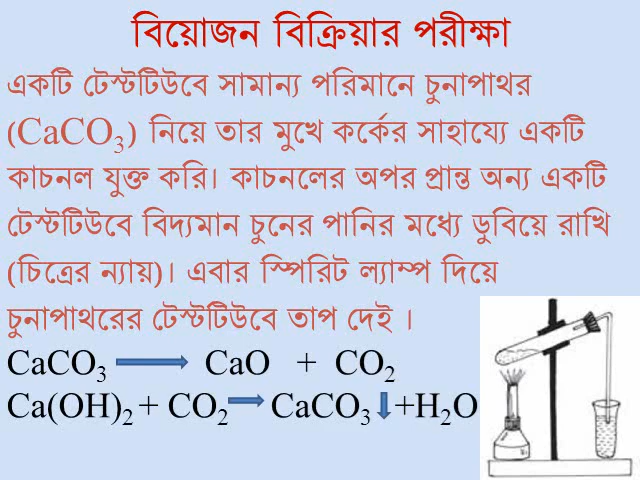 বিয়োজন বিক্রিয়ার পরীক্ষা
একটি টেস্টটিউবে সামান্য পরিমানে চুনাপাথর
(CaCO₃) নিয়ে তার মুখে কর্কের সাহায্যে একটি
কাচনল যুক্ত করি। কাচনলের অপর প্রান্ত অন্য একটি
টেস্টটিউবে বিদ্যমান চুনের পানির মধ্যে ডুবিয়ে রাখি
(চিত্রের ন্যায়)। এবার স্পিরিট ল্যাম্প দিয়ে
চুনাপাথরের টেস্টটিউবে তাপ দেই ।
CaCO₃ → CaO + CO₂
Ca(OH)₂ + CO₂ → CaCO₃ ↓ +H₂O